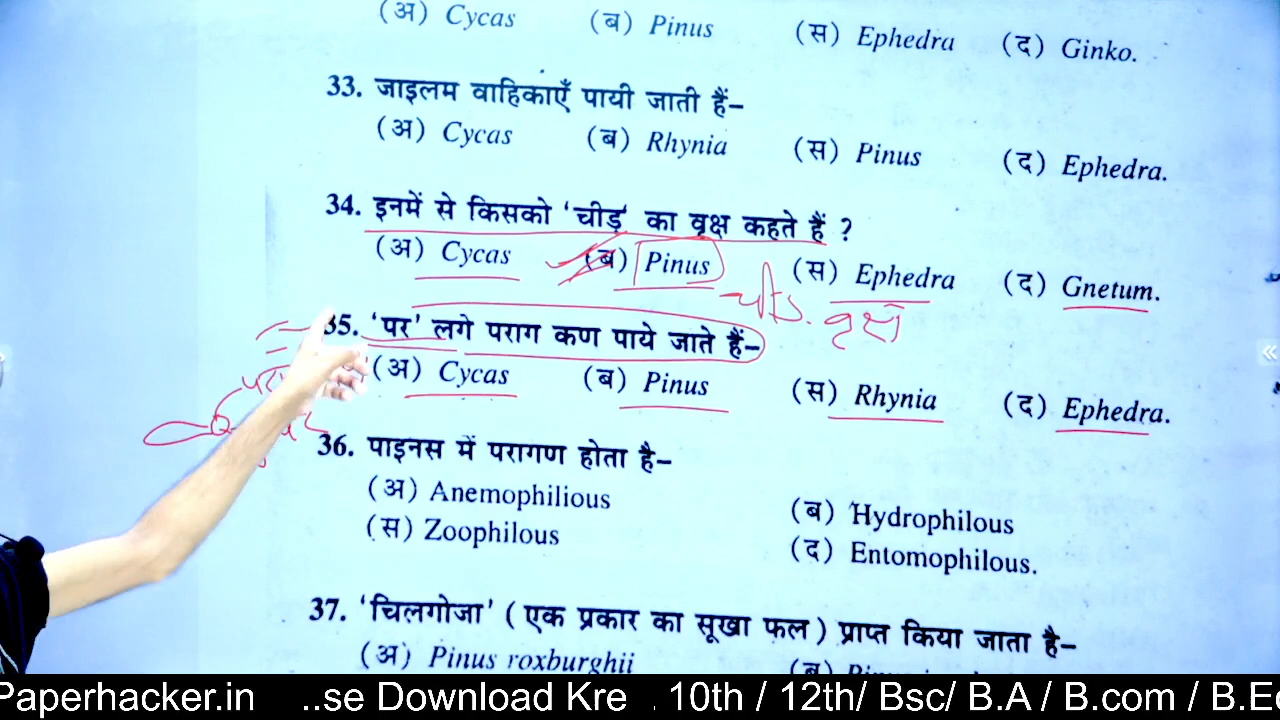 (अ) Cycas (ब) Pinus (स) Ephedra (द) Ginko.
33. जाइलम वाहिकाएँ पायी जाती हैं–
(अ) Cycas (ब) Rhynia (स) Pinus (द) Ephedra.
34. इनमें से किसको ‘चीड़’ का वृक्ष कहते हैं ?
(अ) Cycas (ब) Pinus (स) Ephedra (द) Gnetum.
चीड़ वृक्ष
35. ‘पर’ लगे पराग कण पाये जाते हैं–
(अ) Cycas (ब) Pinus (स) Rhynia (द) Ephedra.
36. पाइनस में परागण होता है–
(अ) Anemophilious (ब) Hydrophilous
(स) Zoophilous (द) Entomophilous.
37. ‘चिलगोजा’ ( एक प्रकार का सूखा फल ) प्राप्त किया जाता है–
(अ) Pinus roxburghii (ब)
Paperhacker.in ..se Download Kre . 10th / 12th/ Bsc/ B.A / B.com / B.Ed